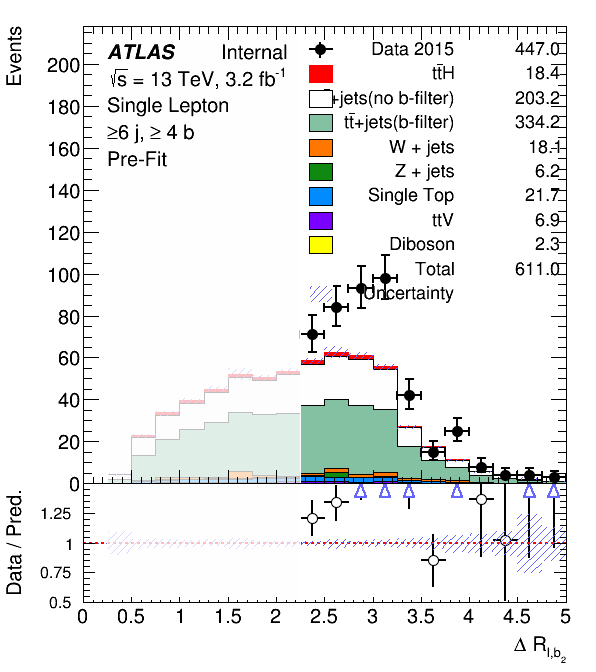 Events
ATLAS Internal
√s = 13 TeV, 3.2 fb⁻¹
Single Lepton
≥6 j, ≥ 4 b
Pre-Fit
Data 2015 447.0
tt̄H 18.4
+jets(no b-filter) 203.2
tt̄+jets(b-filter) 334.2
W + jets 18.1
Z + jets 6.2
Single Top 21.7
ttV 6.9
Diboson 2.3
Total 611.0
Uncertainty
200
180
160
140
120
100
80
60
40
20
0
Data / Pred.
1.25
1
0.75
0.5
0 0.5 1 1.5 2 2.5 3 3.5 4 4.5 5
Δ R_{l,b₂}